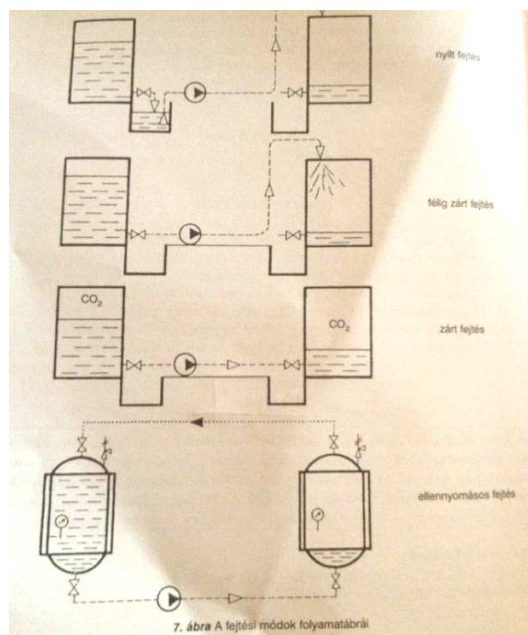 nyílt fejtés
félig zárt fejtés
CO₂
CO₂
zárt fejtés
ellennyomásos fejtés
7. ábra A fejtési módok folyamatábrái